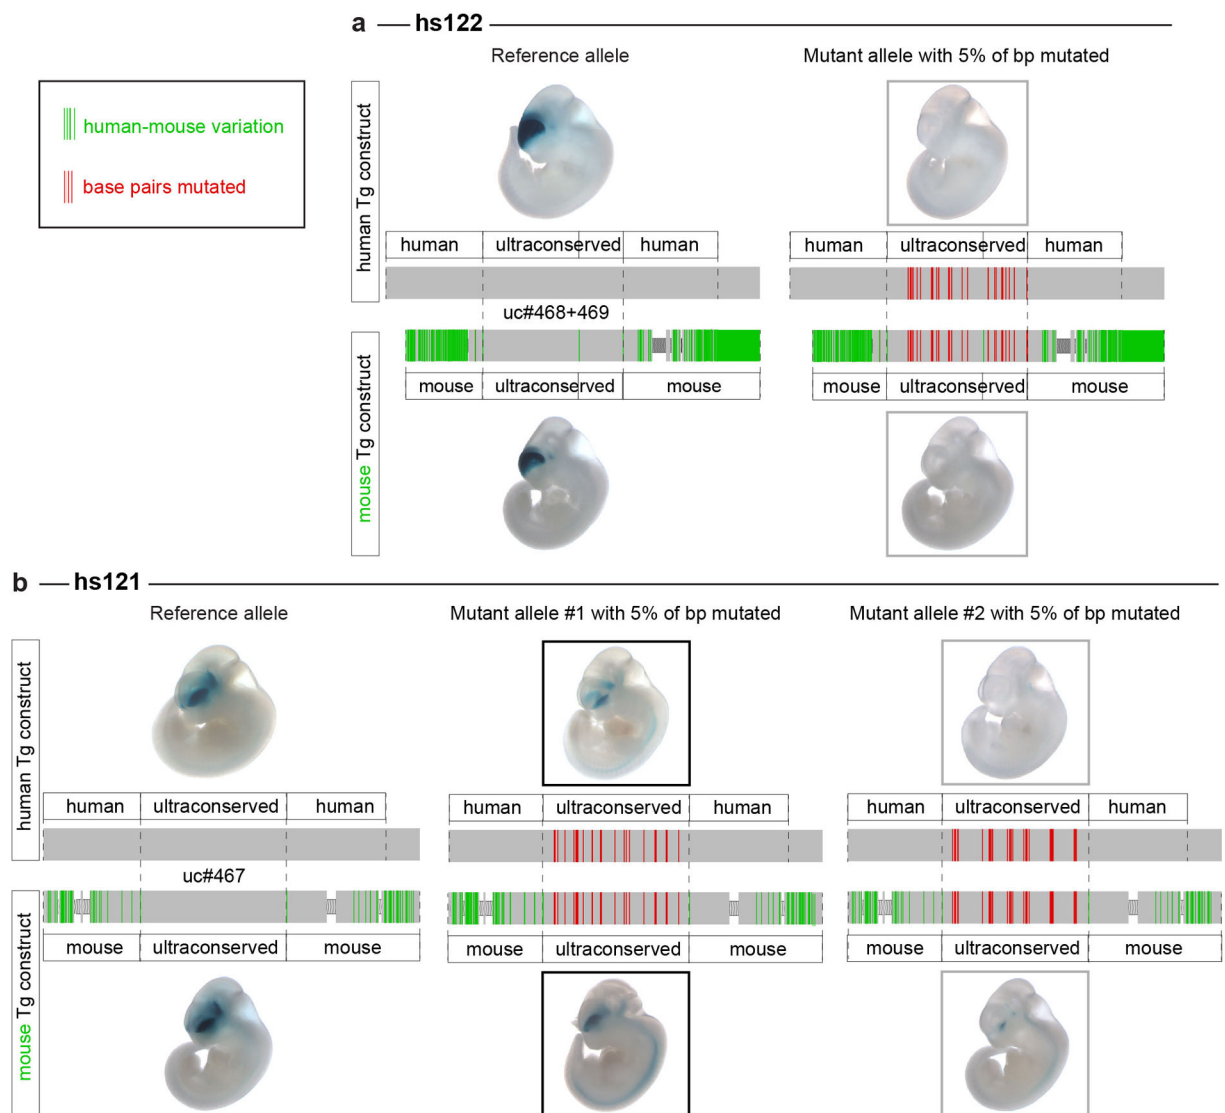 a hs122
Reference allele
Mutant allele with 5% of bp mutated
human-mouse variation
base pairs mutated
human Tg construct
human ultraconserved human
human ultraconserved human
uc#468+469
mouse Tg construct
mouse ultraconserved mouse
mouse ultraconserved mouse
b hs121
Reference allele
Mutant allele #1 with 5% of bp mutated
Mutant allele #2 with 5% of bp mutated
human Tg construct
human ultraconserved human
human ultraconserved human
human ultraconserved human
uc#467
mouse Tg construct
mouse ultraconserved mouse
mouse ultraconserved mouse
mouse ultraconserved mouse